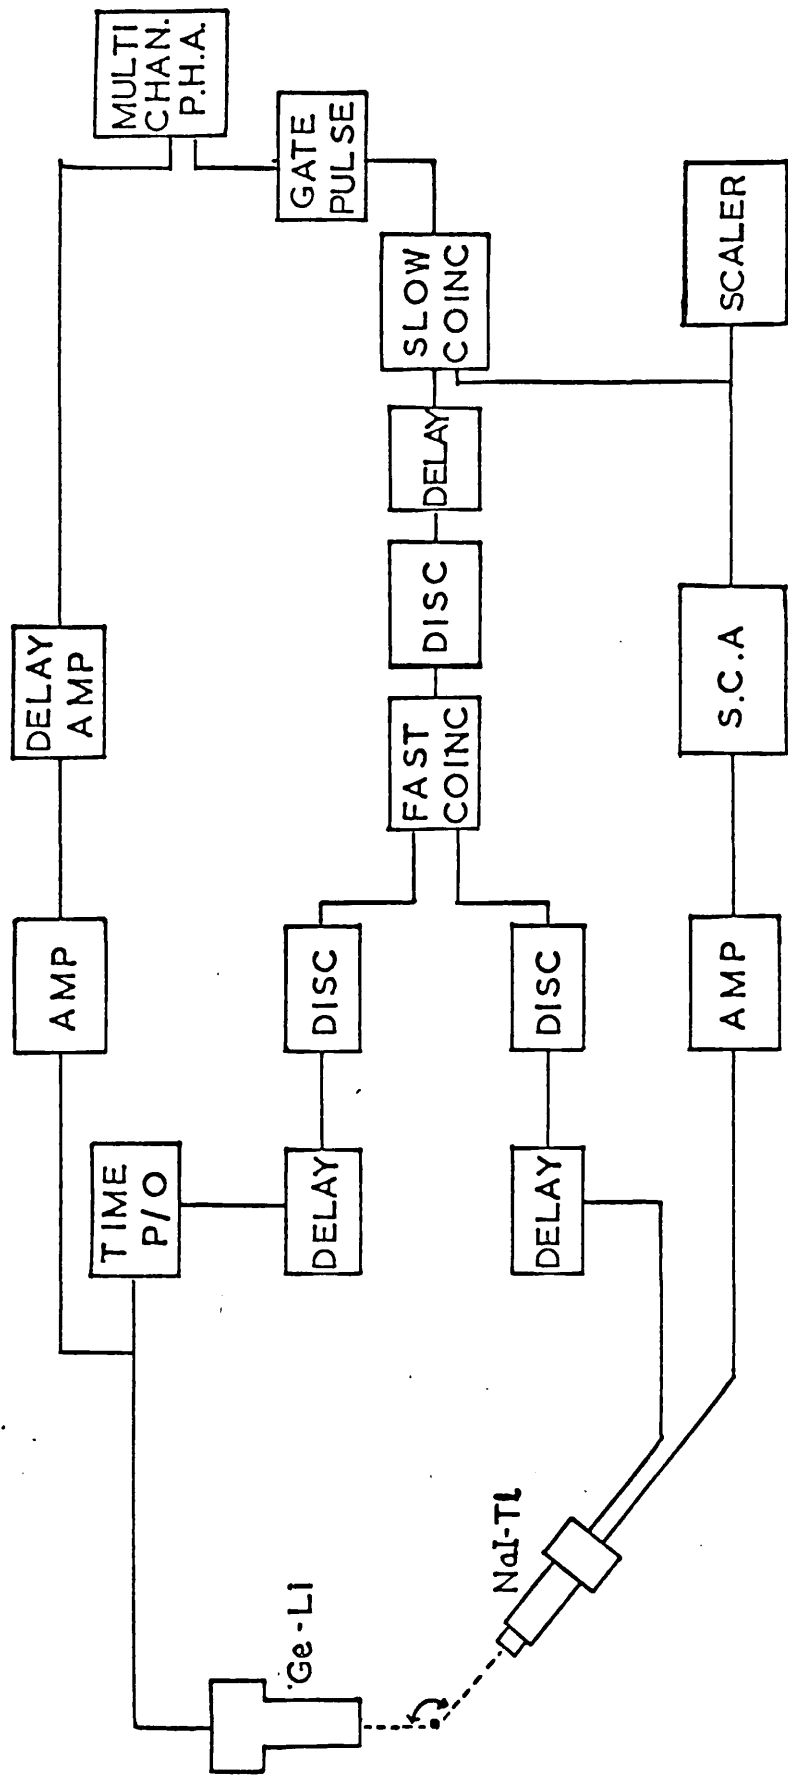 MULTI
CHAN.
P.H.A.
GATE
PULSE
SLOW
COINC
SCALER
DELAY
DISC
FAST
COINC
DELAY
AMP
S.C.A
AMP
DISC
DISC
AMP
TIME
P/O
DELAY
DELAY
NaI-Tl
Ge-Li